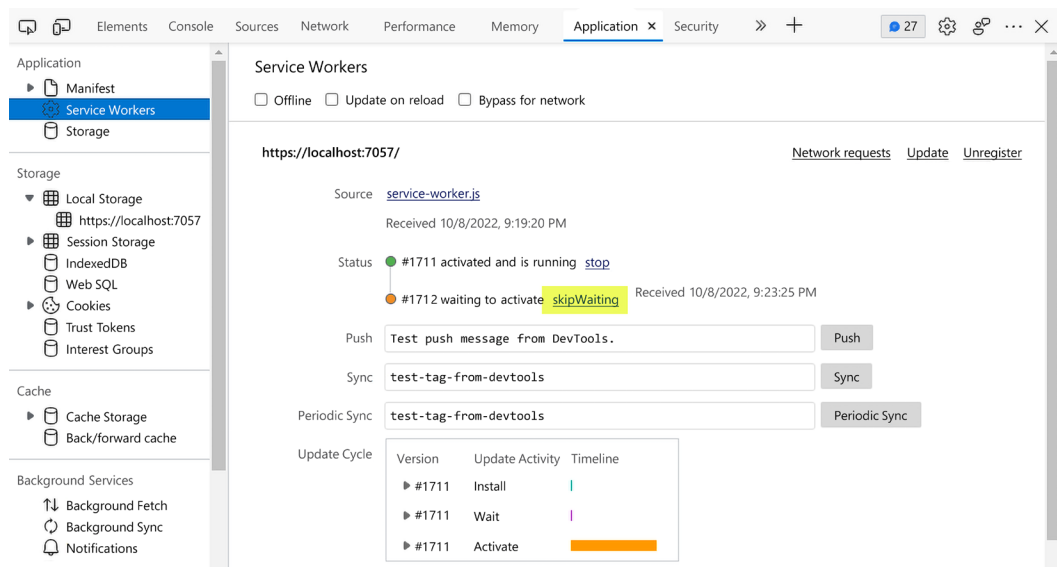 Elements Console Sources Network Performance Memory Application × Security 27
Application
Manifest
Service Workers
Storage
Storage
Local Storage
https://localhost:7057
Session Storage
IndexedDB
Web SQL
Cookies
Trust Tokens
Interest Groups
Cache
Cache Storage
Back/forward cache
Background Services
Background Fetch
Background Sync
Notifications
Service Workers
Offline Update on reload Bypass for network
https://localhost:7057/ Network requests Update Unregister
Source service-worker.js
Received 10/8/2022, 9:19:20 PM
Status #1711 activated and is running stop
#1712 waiting to activate skipWaiting Received 10/8/2022, 9:23:25 PM
Push Test push message from DevTools. Push
Sync test-tag-from-devtools Sync
Periodic Sync test-tag-from-devtools Periodic Sync
Update Cycle Version Update Activity Timeline
#1711 Install
#1711 Wait
#1711 Activate